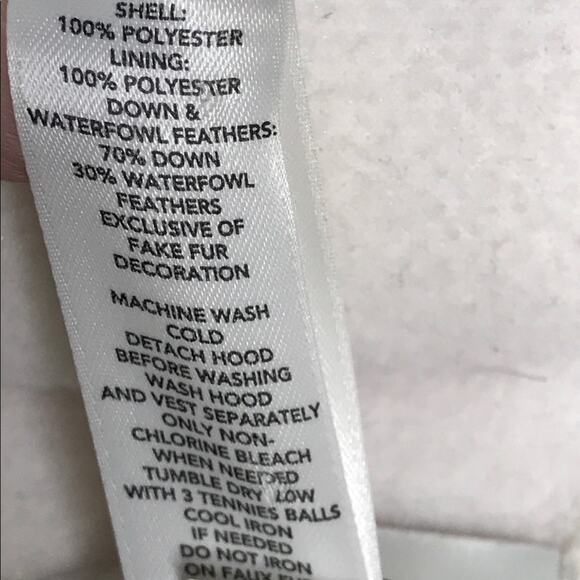 SHELL:
100% POLYESTER
LINING:
100% POLYESTER
DOWN &
WATERFOWL FEATHERS:
70% DOWN
30% WATERFOWL
FEATHERS
EXCLUSIVE OF
FAKE FUR
DECORATION
MACHINE WASH
COLD
DETACH HOOD
BEFORE WASHING
WASH HOOD
AND VEST SEPARATELY
ONLY NON-
CHLORINE BLEACH
WHEN NEEDED
TUMBLE DRY LOW
WITH 3 TENNIES BALLS
COOL IRON
IF NEEDED
DO NOT IRON
ON FAUX